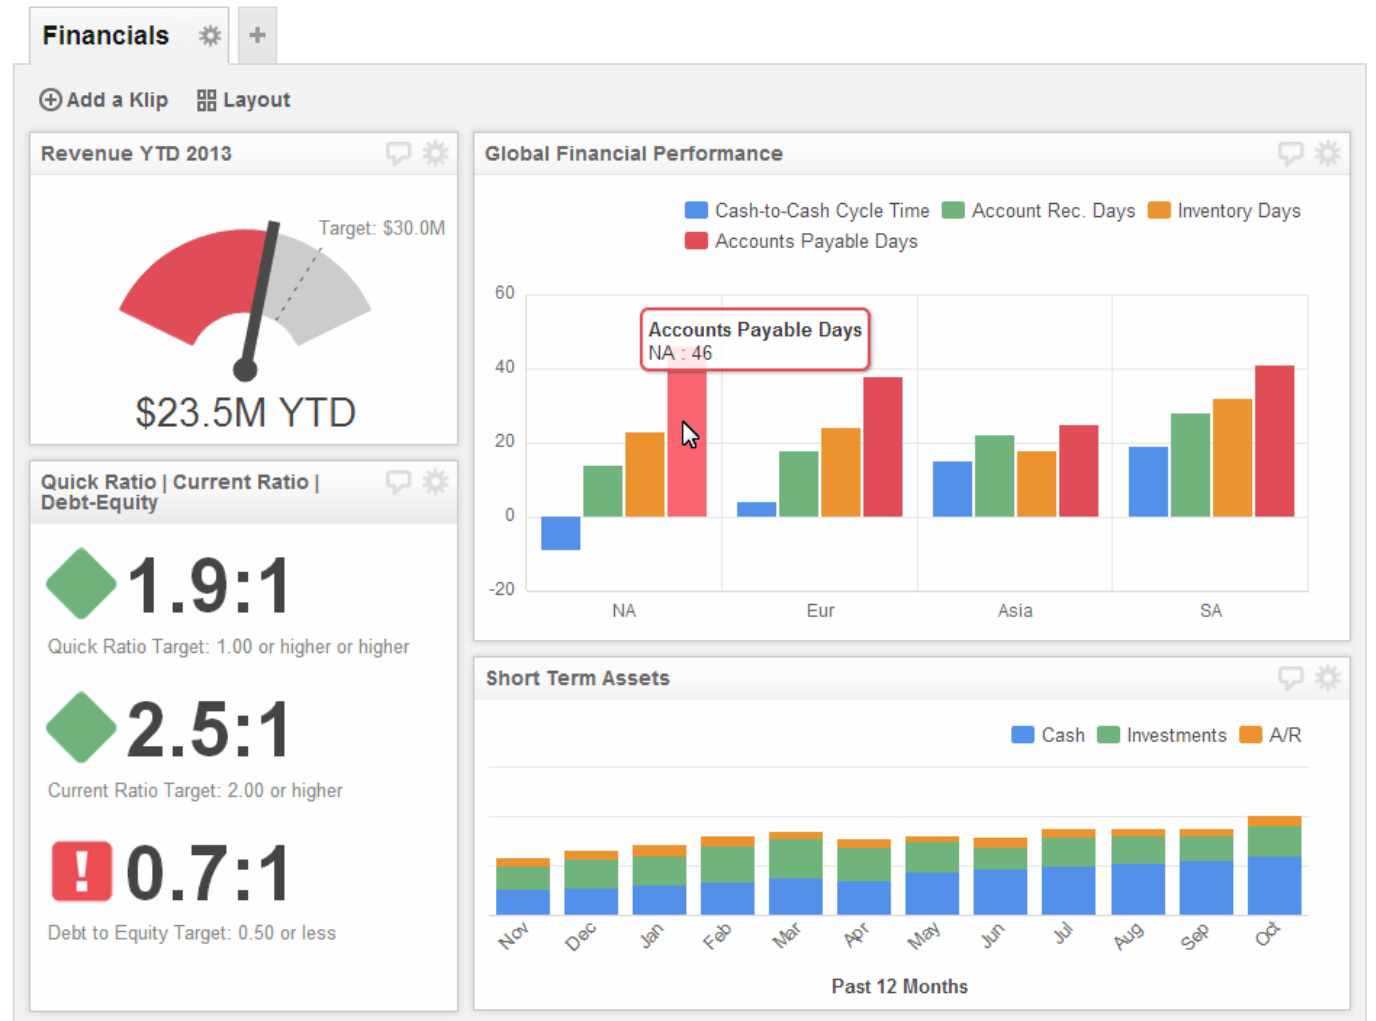 Financials
+
Add a Klip
Layout
Revenue YTD 2013
Target: $30.0M
$23.5M YTD
Quick Ratio | Current Ratio |
Debt-Equity
1.9:1
Quick Ratio Target: 1.00 or higher or higher
2.5:1
Current Ratio Target: 2.00 or higher
!
0.7:1
Debt to Equity Target: 0.50 or less
Global Financial Performance
Cash-to-Cash Cycle Time
Account Rec. Days
Inventory Days
Accounts Payable Days
60
40
20
0
-20
Accounts Payable Days
NA : 46
NA
Eur
Asia
SA
Short Term Assets
Cash
Investments
A/R
Nov
Dec
Jan
Feb
Mar
Apr
May
Jun
Jul
Aug
Sep
Oct
Past 12 Months